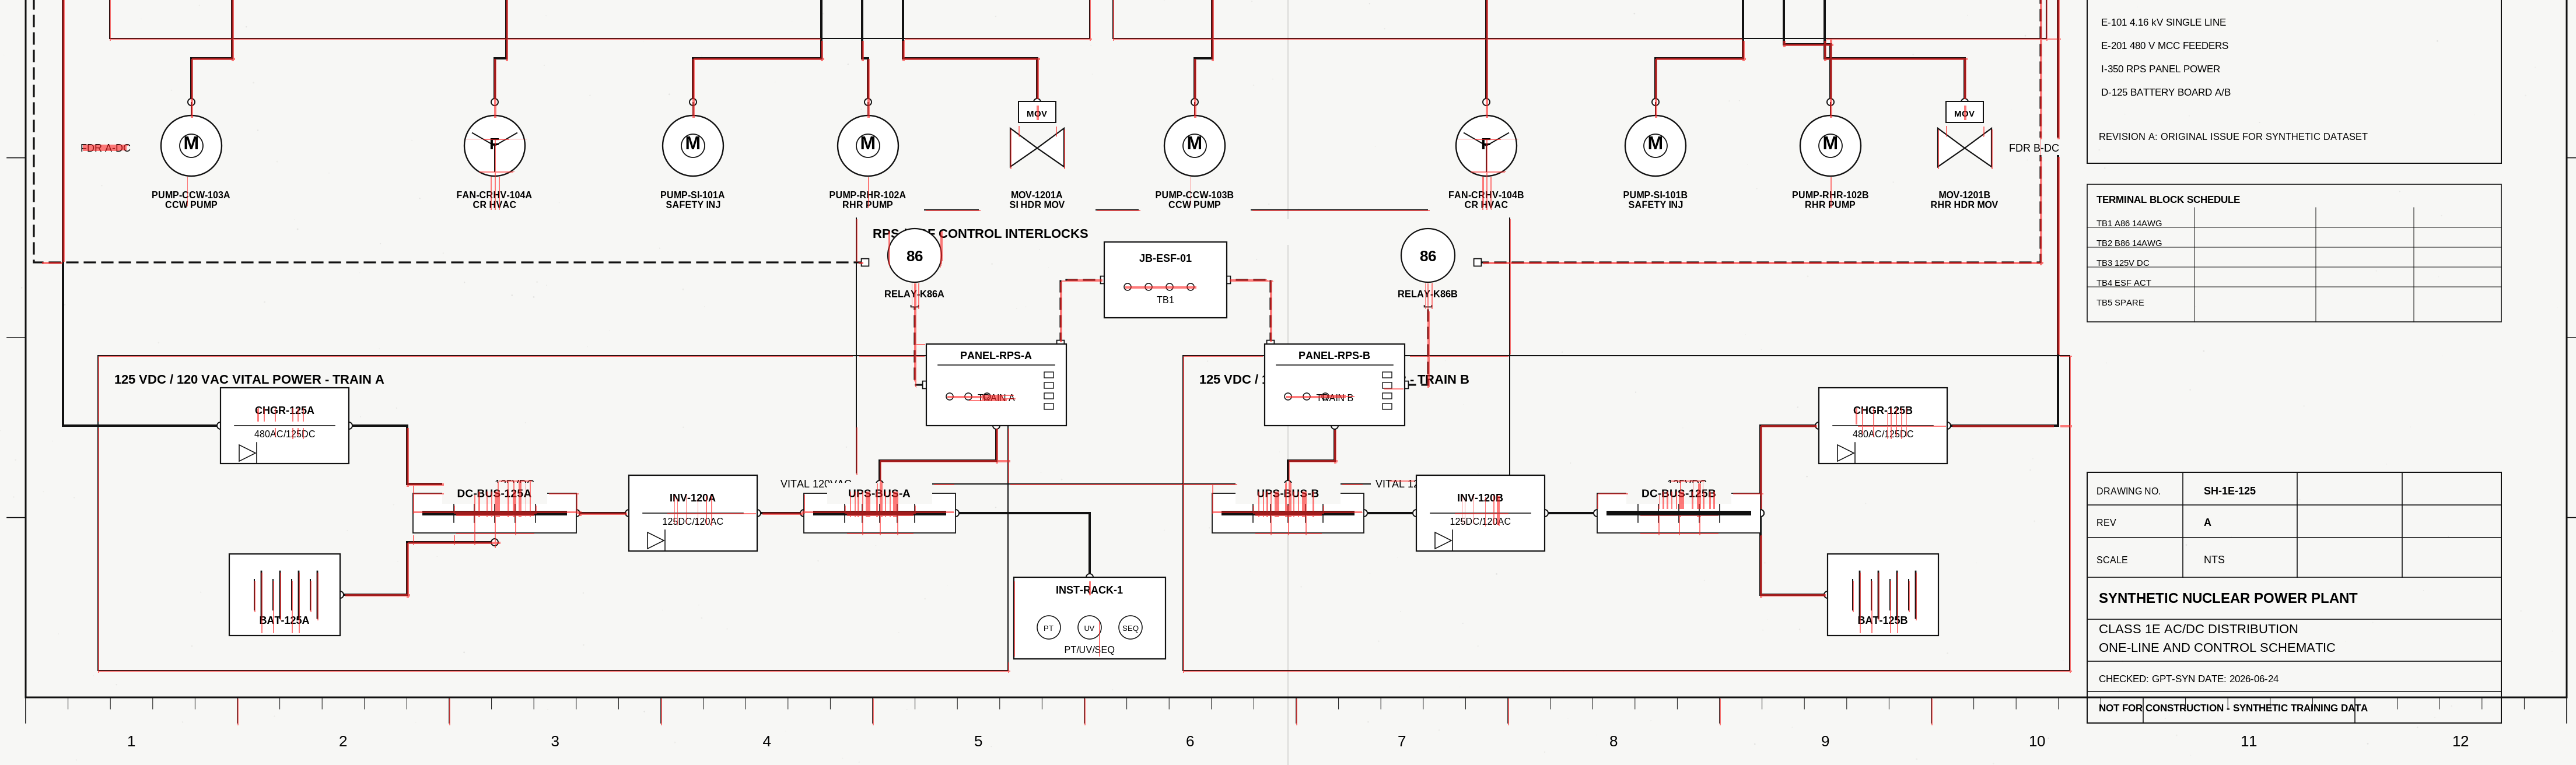 E-101 4.16 kV SINGLE LINE
E-201 480 V MCC FEEDERS
I-350 RPS PANEL POWER
D-125 BATTERY BOARD A/B
REVISION A: ORIGINAL ISSUE FOR SYNTHETIC DATASET
FDR A-DC
M
PUMP-CCW-103A
CCW PUMP
F
FAN-CRHV-104A
CR HVAC
M
PUMP-SI-101A
SAFETY INJ
M
PUMP-RHR-102A
RHR PUMP
MOV
MOV-1201A
SI HDR MOV
M
PUMP-CCW-103B
CCW PUMP
F
FAN-CRHV-104B
CR HVAC
M
PUMP-SI-101B
SAFETY INJ
M
PUMP-RHR-102B
RHR PUMP
MOV
MOV-1201B
RHR HDR MOV
FDR B-DC
TERMINAL BLOCK SCHEDULE
TB1 A86 14AWG
TB2 B86 14AWG
TB3 125V DC
TB4 ESF ACT
TB5 SPARE
RPS CONTROL INTERLOCKS
86
RELAY-K86A
JB-ESF-01
TB1
86
RELAY-K86B
PANEL-RPS-A
TRAIN A
PANEL-RPS-B
TRAIN B
125 VDC / 120 VAC VITAL POWER - TRAIN A
125 VDC / - TRAIN B
CHGR-125A
480AC/125DC
CHGR-125B
480AC/125DC
DC-BUS-125A
INV-120A
125DC/120AC
VITAL 120VAC
UPS-BUS-A
UPS-BUS-B
VITAL
INV-120B
125DC/120AC
125VDC
DC-BUS-125B
BAT-125A
INST-RACK-1
PT
UV
SEQ
PT/UV/SEQ
BAT-125B
DRAWING NO. SH-1E-125
REV A
SCALE NTS
SYNTHETIC NUCLEAR POWER PLANT
CLASS 1E AC/DC DISTRIBUTION
ONE-LINE AND CONTROL SCHEMATIC
CHECKED: GPT-SYN DATE: 2026-06-24
NOT FOR CONSTRUCTION - SYNTHETIC TRAINING DATA
1 2 3 4 5 6 7 8 9 10 11 12